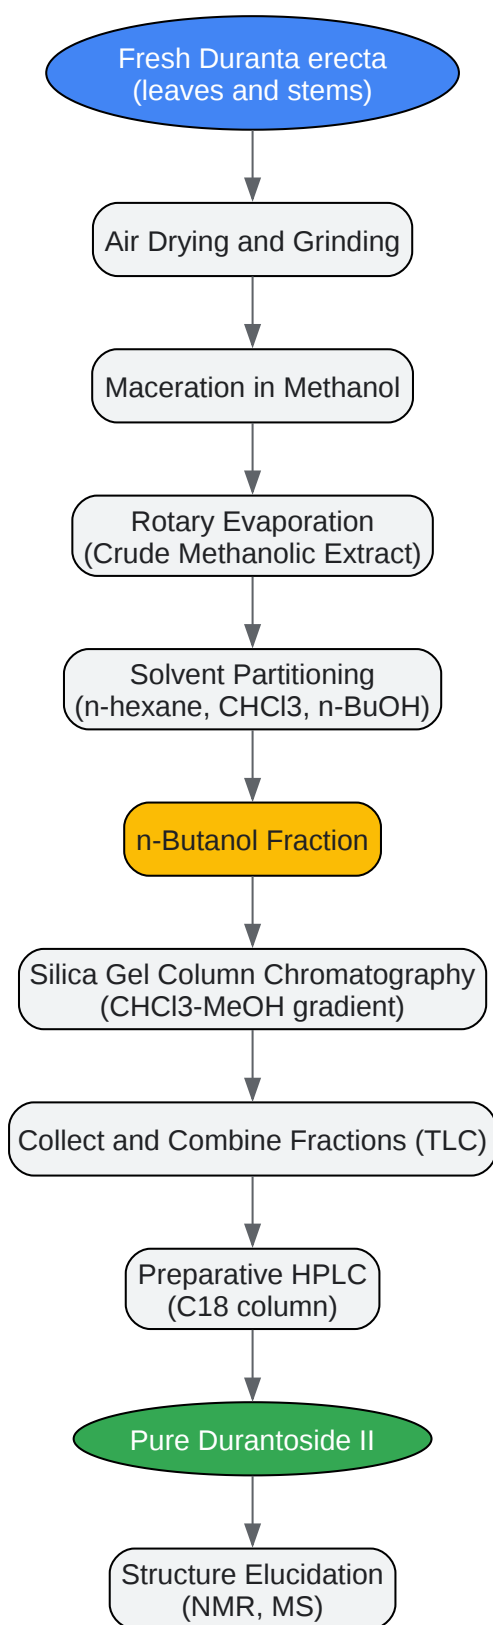 Fresh Duranta erecta
(leaves and stems)
Air Drying and Grinding
Maceration in Methanol
Rotary Evaporation
(Crude Methanolic Extract)
Solvent Partitioning
(n-hexane, CHCl3, n-BuOH)
n-Butanol Fraction
Silica Gel Column Chromatography
(CHCl3-MeOH gradient)
Collect and Combine Fractions (TLC)
Preparative HPLC
(C18 column)
Pure Durantoside II
Structure Elucidation
(NMR, MS)